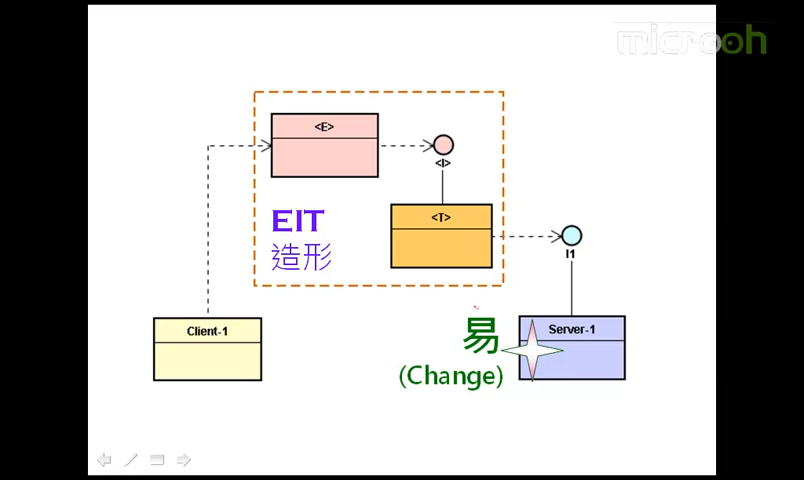 microoh
<E>
<I>
<T>
EIT
造形
I1
Client-1
易
(Change)
Server-1